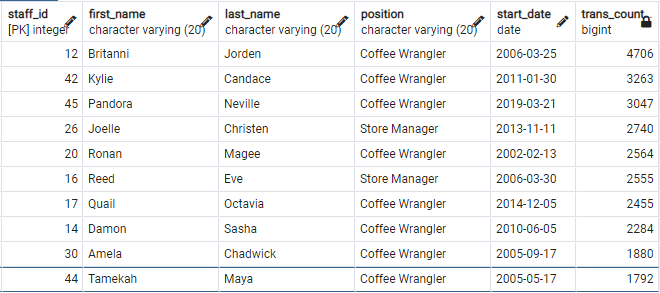 staff_id first_name last_name position start_date trans_count
[PK] integer character varying (20) character varying (20) character varying (20) date bigint
12 Britanni Jorden Coffee Wrangler 2006-03-25 4706
42 Kylie Candace Coffee Wrangler 2011-01-30 3263
45 Pandora Neville Coffee Wrangler 2019-03-21 3047
26 Joelle Christen Store Manager 2013-11-11 2740
20 Ronan Magee Coffee Wrangler 2002-02-13 2564
16 Reed Eve Store Manager 2006-03-30 2555
17 Quail Octavia Coffee Wrangler 2014-12-05 2455
14 Damon Sasha Coffee Wrangler 2010-06-05 2284
30 Amela Chadwick Coffee Wrangler 2005-09-17 1880
44 Tamekah Maya Coffee Wrangler 2005-05-17 1792